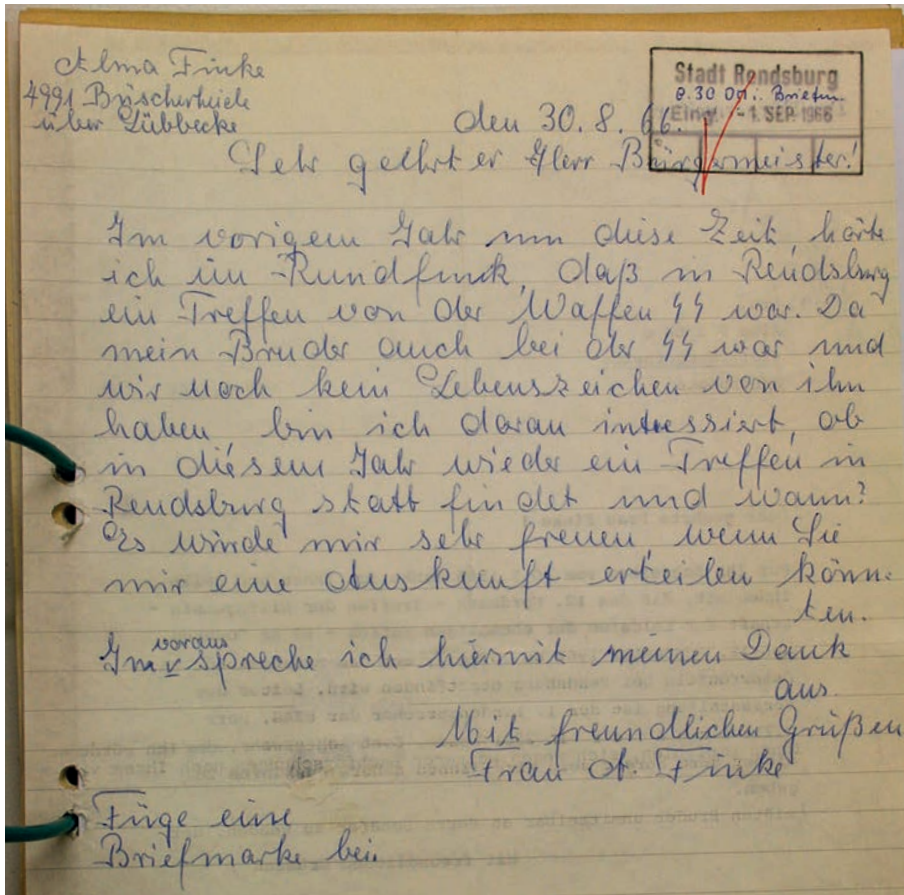 Alma Finke
4991 Büscherheide
über Lübbecke
Stadt Rendsburg
Eing. -1. SEP. 1966
den 30. 8. 66.
Sehr geehrter Herr Bürgermeister!
Im vorigem Jahr um diese Zeit, hörte
ich im Rundfunk, daß in Rendsburg
ein Treffen von der Waffen SS war. Da
mein Bruder auch bei der SS war und
wir noch kein Lebenszeichen von ihm
haben, bin ich daran intressiert, ob
in diesem Jahr wieder ein Treffen in
Rendsburg statt findet und wann?
Es würde mir sehr freuen, wenn Sie
mir eine Auskunft erteilen könn-
ten.
Im voraus spreche ich hiermit meinen Dank
aus.
Mit freundlichen Grüßen
Frau A. Finke
Füge eine
Briefmarke bei.